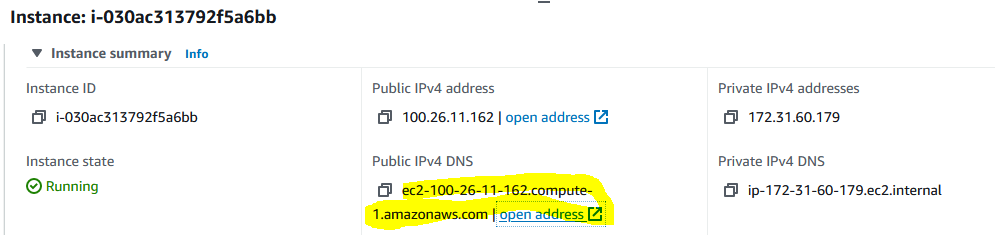 Instance: i-030ac313792f5a6bb
Instance summary Info
Instance ID
i-030ac313792f5a6bb
Public IPv4 address
100.26.11.162 | open address
Private IPv4 addresses
172.31.60.179
Instance state
Running
Public IPv4 DNS
ec2-100-26-11-162.compute-
1.amazonaws.com | open address
Private IPv4 DNS
ip-172-31-60-179.ec2.internal